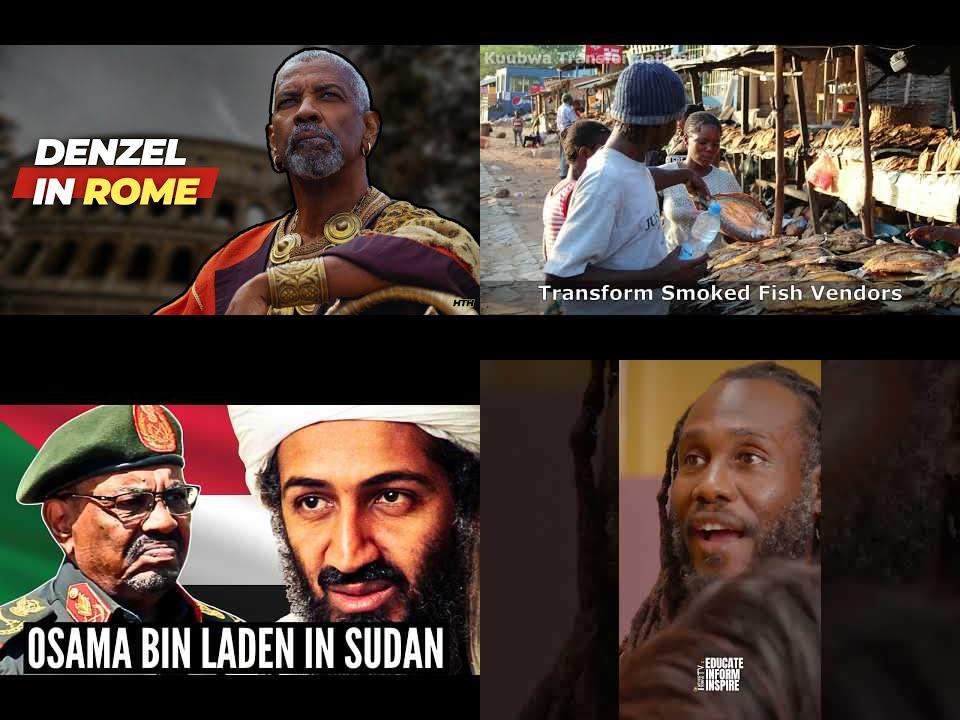 DENZEL
IN ROME
HTH
Kuubwa Transformation
Transform Smoked Fish Vendors
OSAMA BIN LADEN IN SUDAN
EDUCATE
INFORM
INSPIRE